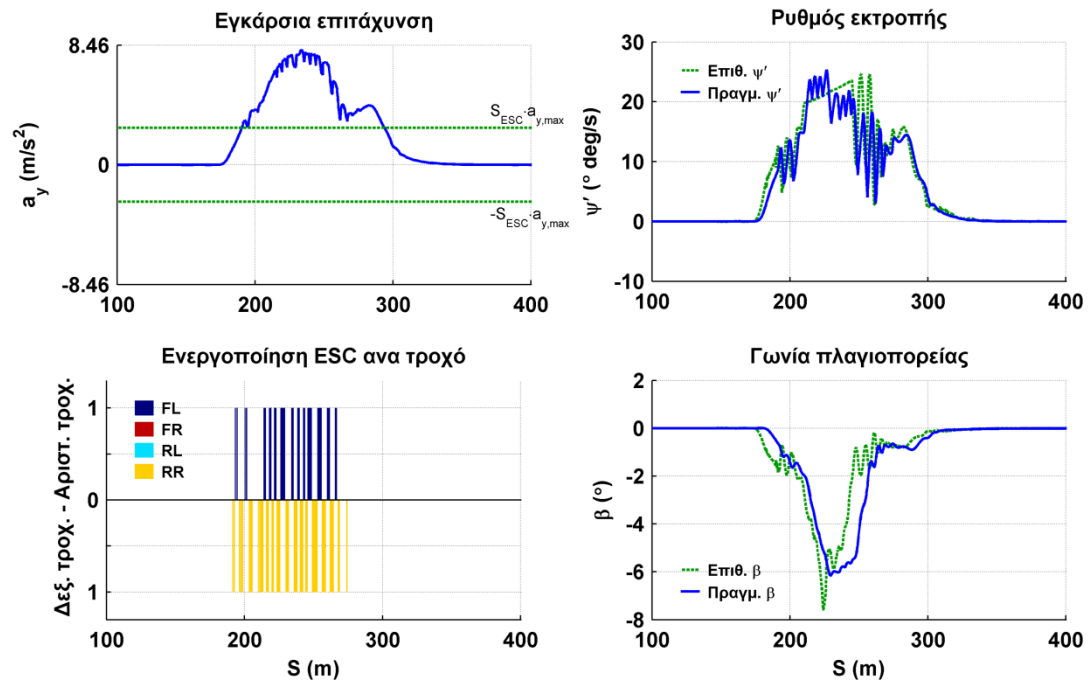 Εγκάρσια επιτάχυνση
8.46
0
-8.46
a_y (m/s²)
S_ESC·a_y,max
-S_ESC·a_y,max
100 200 300 400
Ρυθμός εκτροπής
30
20
10
0
-10
ψ' (° deg/s)
Επιθ. ψ'
Πραγμ. ψ'
100 200 300 400
Ενεργοποίηση ESC ανα τροχό
1
0
1
Δεξ. τροχ. - Αριστ. τροχ.
FL
FR
RL
RR
100 200 300 400
S (m)
Γωνία πλαγιοπορείας
2
0
-2
-4
-6
-8
β (°)
Επιθ. β
Πραγμ. β
100 200 300 400
S (m)